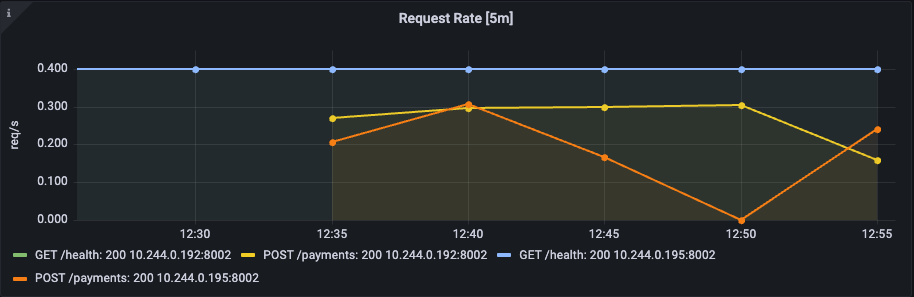 i
Request Rate [5m]
req/s
0.400
0.300
0.200
0.100
0.000
12:30 12:35 12:40 12:45 12:50 12:55
GET /health: 200 10.244.0.192:8002 POST /payments: 200 10.244.0.192:8002 GET /health: 200 10.244.0.195:8002
POST /payments: 200 10.244.0.195:8002